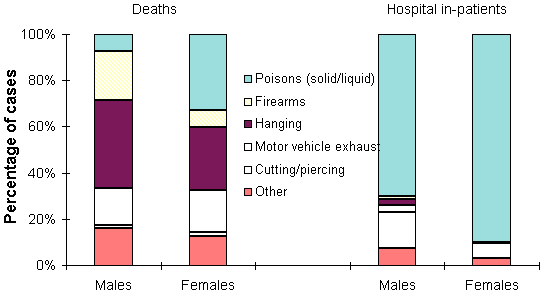 Deaths
Hospital in-patients
Percentage of cases
100%
80%
60%
40%
20%
0%
Poisons (solid/liquid)
Firearms
Hanging
Motor vehicle exhaust
Cutting/piercing
Other
Males
Females
Males
Females